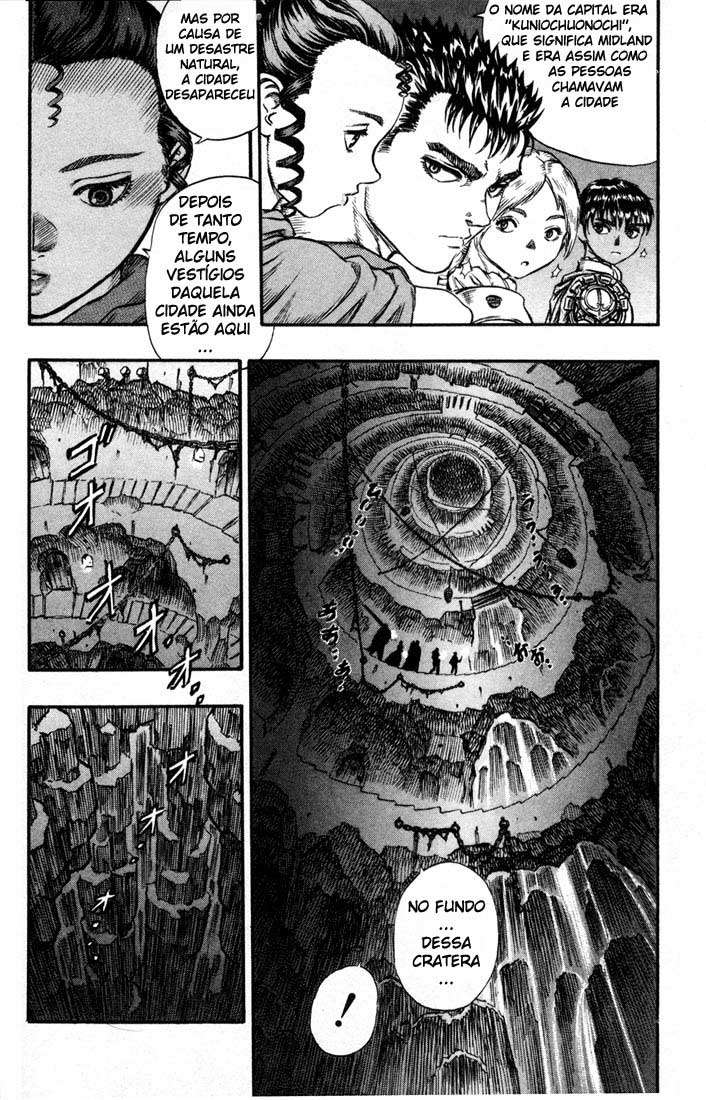 O NOME DA CAPITAL ERA
"KUNIOCHUONOCHI",
QUE SIGNIFICA MIDLAND
E ERA ASSIM COMO
AS PESSOAS
CHAMAVAM
A CIDADE
MAS POR
CAUSA DE
UM DESASTRE
NATURAL,
A CIDADE
DESAPARECEU
DEPOIS
DE TANTO
TEMPO,
ALGUNS
VESTÍGIOS
DAQUELA
CIDADE AINDA
ESTÃO AQUI
...
ゴオオオオ
NO FUNDO
...
DESSA
CRATERA
...
!